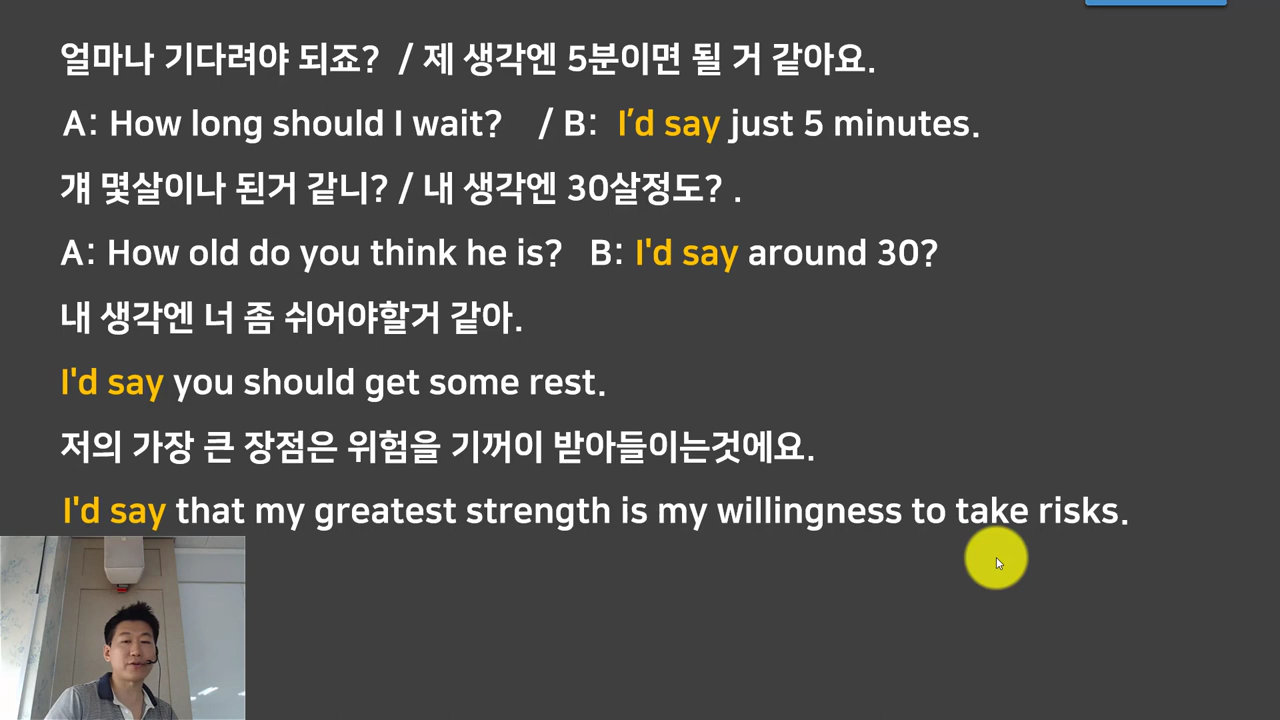 얼마나 기다려야 되죠? / 제 생각엔 5분이면 될 거 같아요.
A: How long should I wait? / B: I’d say just 5 minutes.
걔 몇살이나 된거 같니? / 내 생각엔 30살정도? .
A: How old do you think he is? B: I'd say around 30?
내 생각엔 너 좀 쉬어야할거 같아.
I'd say you should get some rest.
저의 가장 큰 장점은 위험을 기꺼이 받아들이는것에요.
I'd say that my greatest strength is my willingness to take risks.